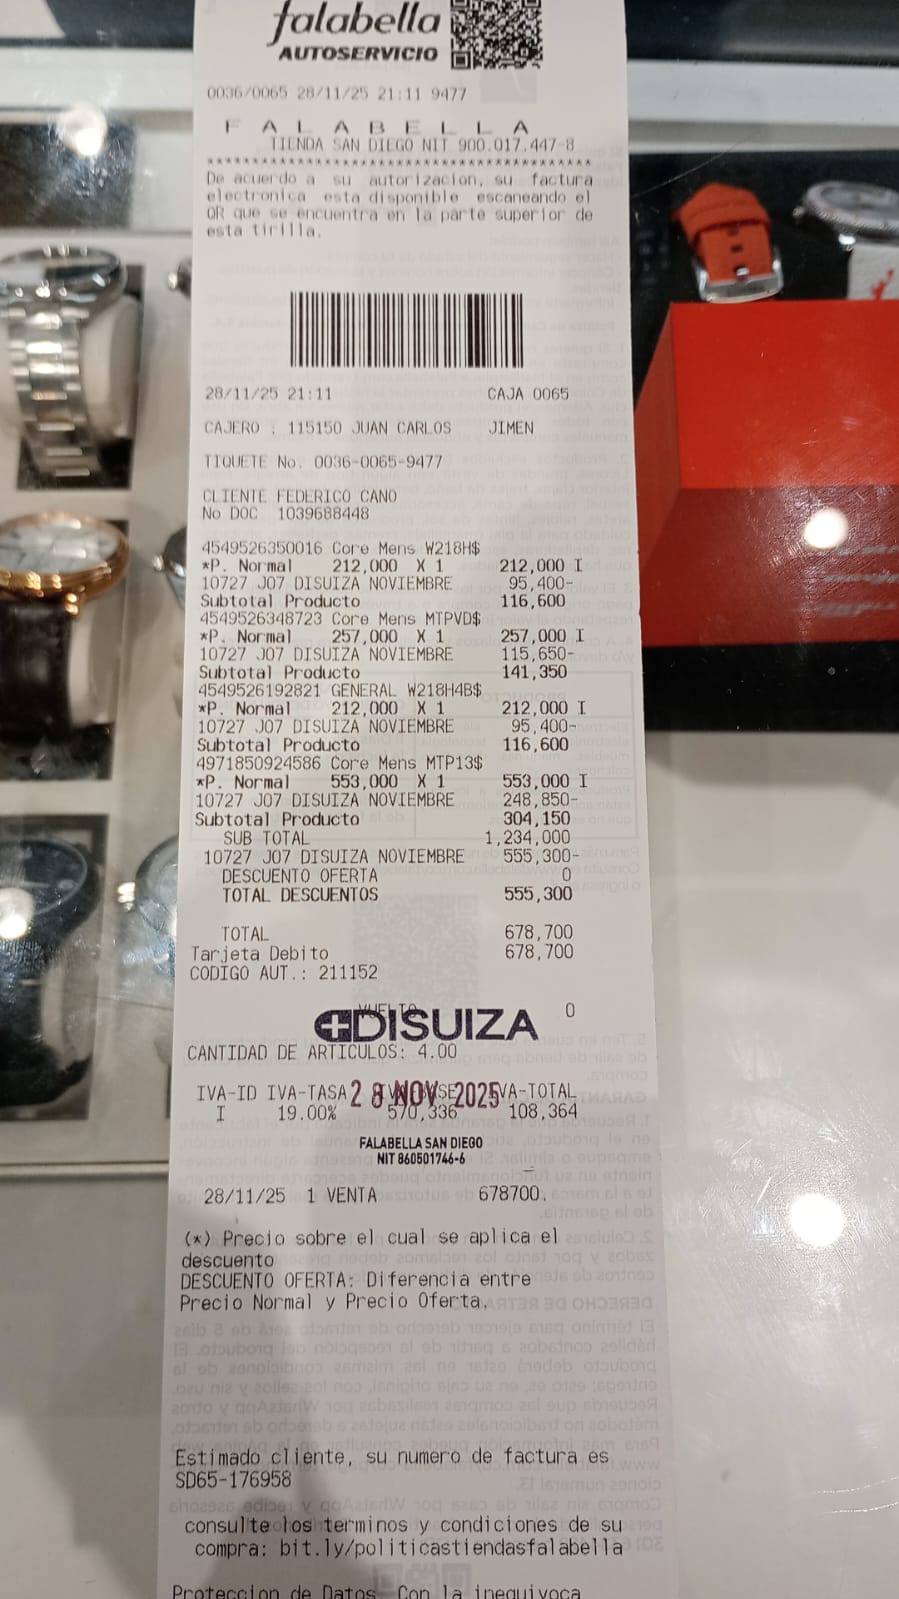 falabella
AUTOSERVICIO
0036/0065 28/11/25 21:11 9477
F A L A B E L L A
TIENDA SAN DIEGO NIT 900.017.447-8
******************************************
De acuerdo a su autorizacion, su factura
electronica esta disponible escaneando el
QR que se encuentra en la parte superior de
esta tirilla.
28/11/25 21:11 CAJA 0065
CAJERO : 115150 JUAN CARLOS JIMEN
TIQUETE No. 0036-0065-9477
CLIENTE FEDERICO CANO
No DOC 1039688448
4549526350016 Core Mens W218H$
*P. Normal 212,000 X 1 212,000 I
10727 J07 DISUIZA NOVIEMBRE 95,400-
Subtotal Producto 116,600
4549526348723 Core Mens MTPVD$
*P. Normal 257,000 X 1 257,000 I
10727 J07 DISUIZA NOVIEMBRE 115,650-
Subtotal Producto 141,350
4549526192821 GENERAL W218H4B$
*P. Normal 212,000 X 1 212,000 I
10727 J07 DISUIZA NOVIEMBRE 95,400-
Subtotal Producto 116,600
4971850924586 Core Mens MTP13$
*P. Normal 553,000 X 1 553,000 I
10727 J07 DISUIZA NOVIEMBRE 248,850-
Subtotal Producto 304,150
SUB TOTAL 1,234,000
10727 J07 DISUIZA NOVIEMBRE 555,300-
DESCUENTO OFERTA 0
TOTAL DESCUENTOS 555,300
TOTAL 678,700
Tarjeta Debito 678,700
CODIGO AUT.: 211152
VUELTO 0
DISUIZA
CANTIDAD DE ARTICULOS: 4.00
IVA-ID IVA-TASA IVA-TOTAL
28 NOV 2025
I 19.00% 570,336 108,364
FALABELLA SAN DIEGO
NIT 860501746-6
28/11/25 1 VENTA 678700.
(*) Precio sobre el cual se aplica el
descuento
DESCUENTO OFERTA: Diferencia entre
Precio Normal y Precio Oferta.
Estimado cliente, su numero de factura es
SD65-176958
consulte los terminos y condiciones de su
compra: bit.ly/politicastiendasfalabella
Proteccion de Datos. Con la inequivoca